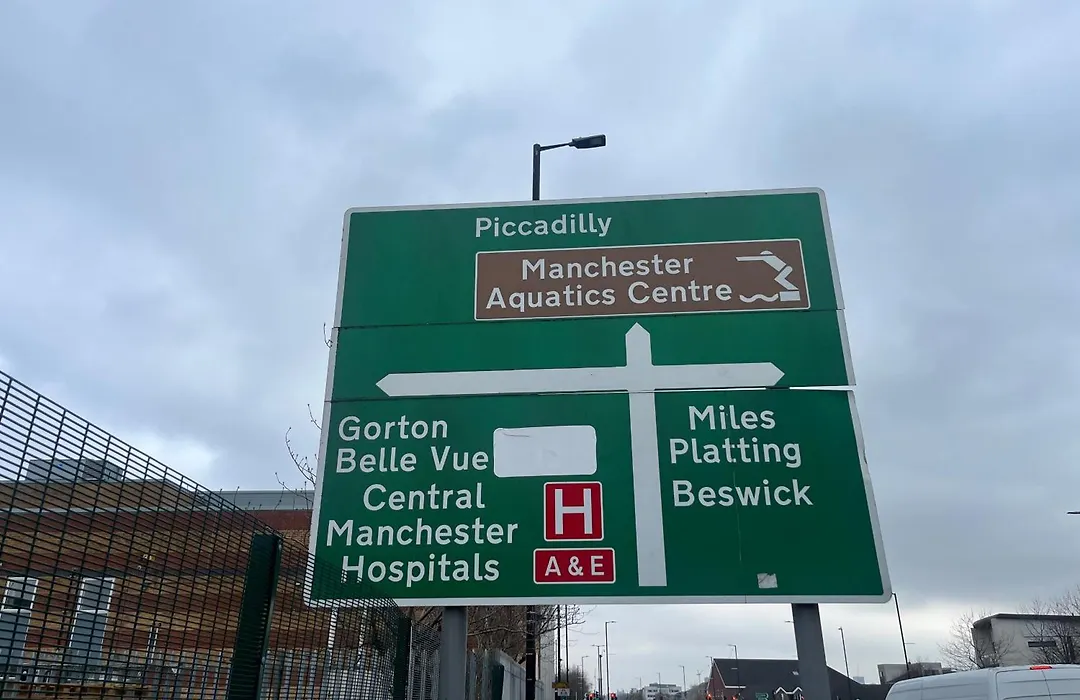 Piccadilly
Manchester
Aquatics Centre
Gorton
Belle Vue
Central
Manchester
Hospitals
H
A & E
Miles
Platting
Beswick